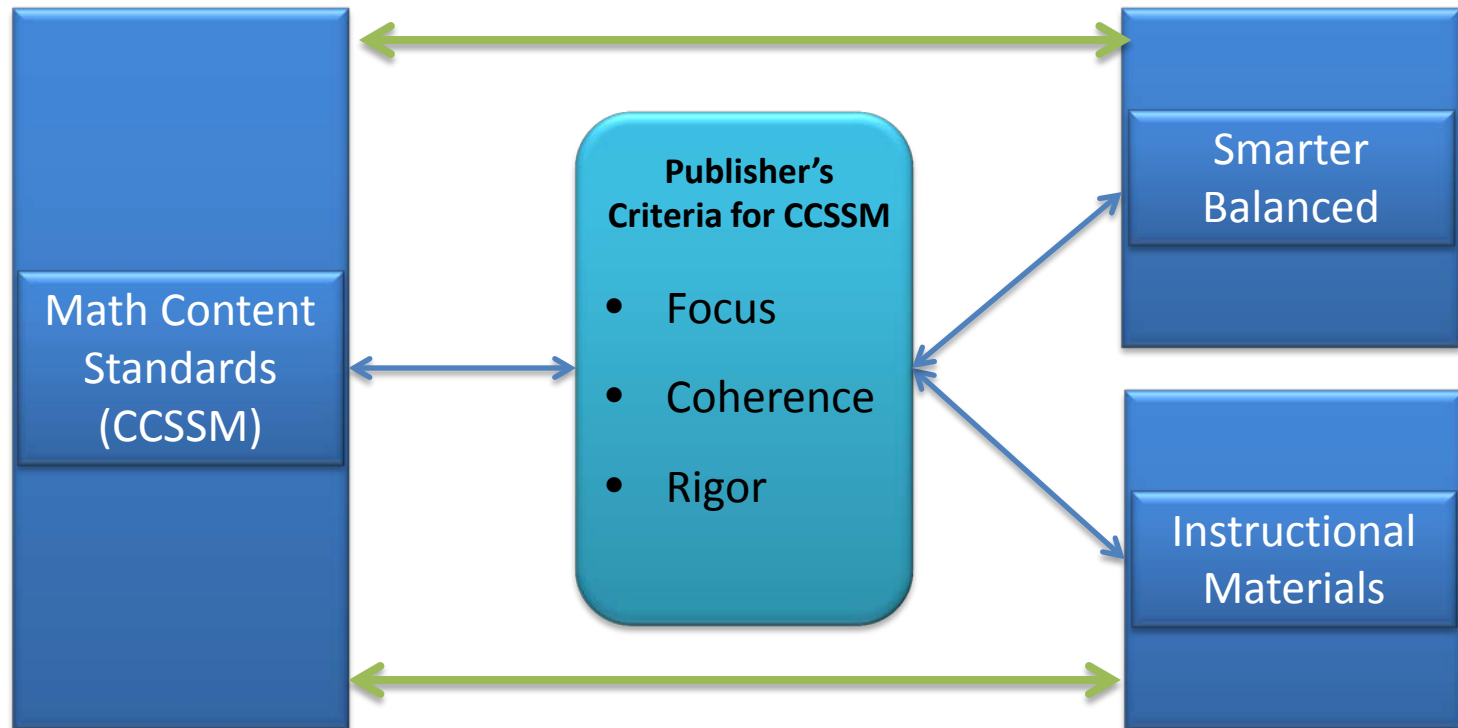 Math Content
Standards
(CCSSM)
Publisher’s
Criteria for CCSSM
• Focus
• Coherence
• Rigor
Smarter
Balanced
Instructional
Materials